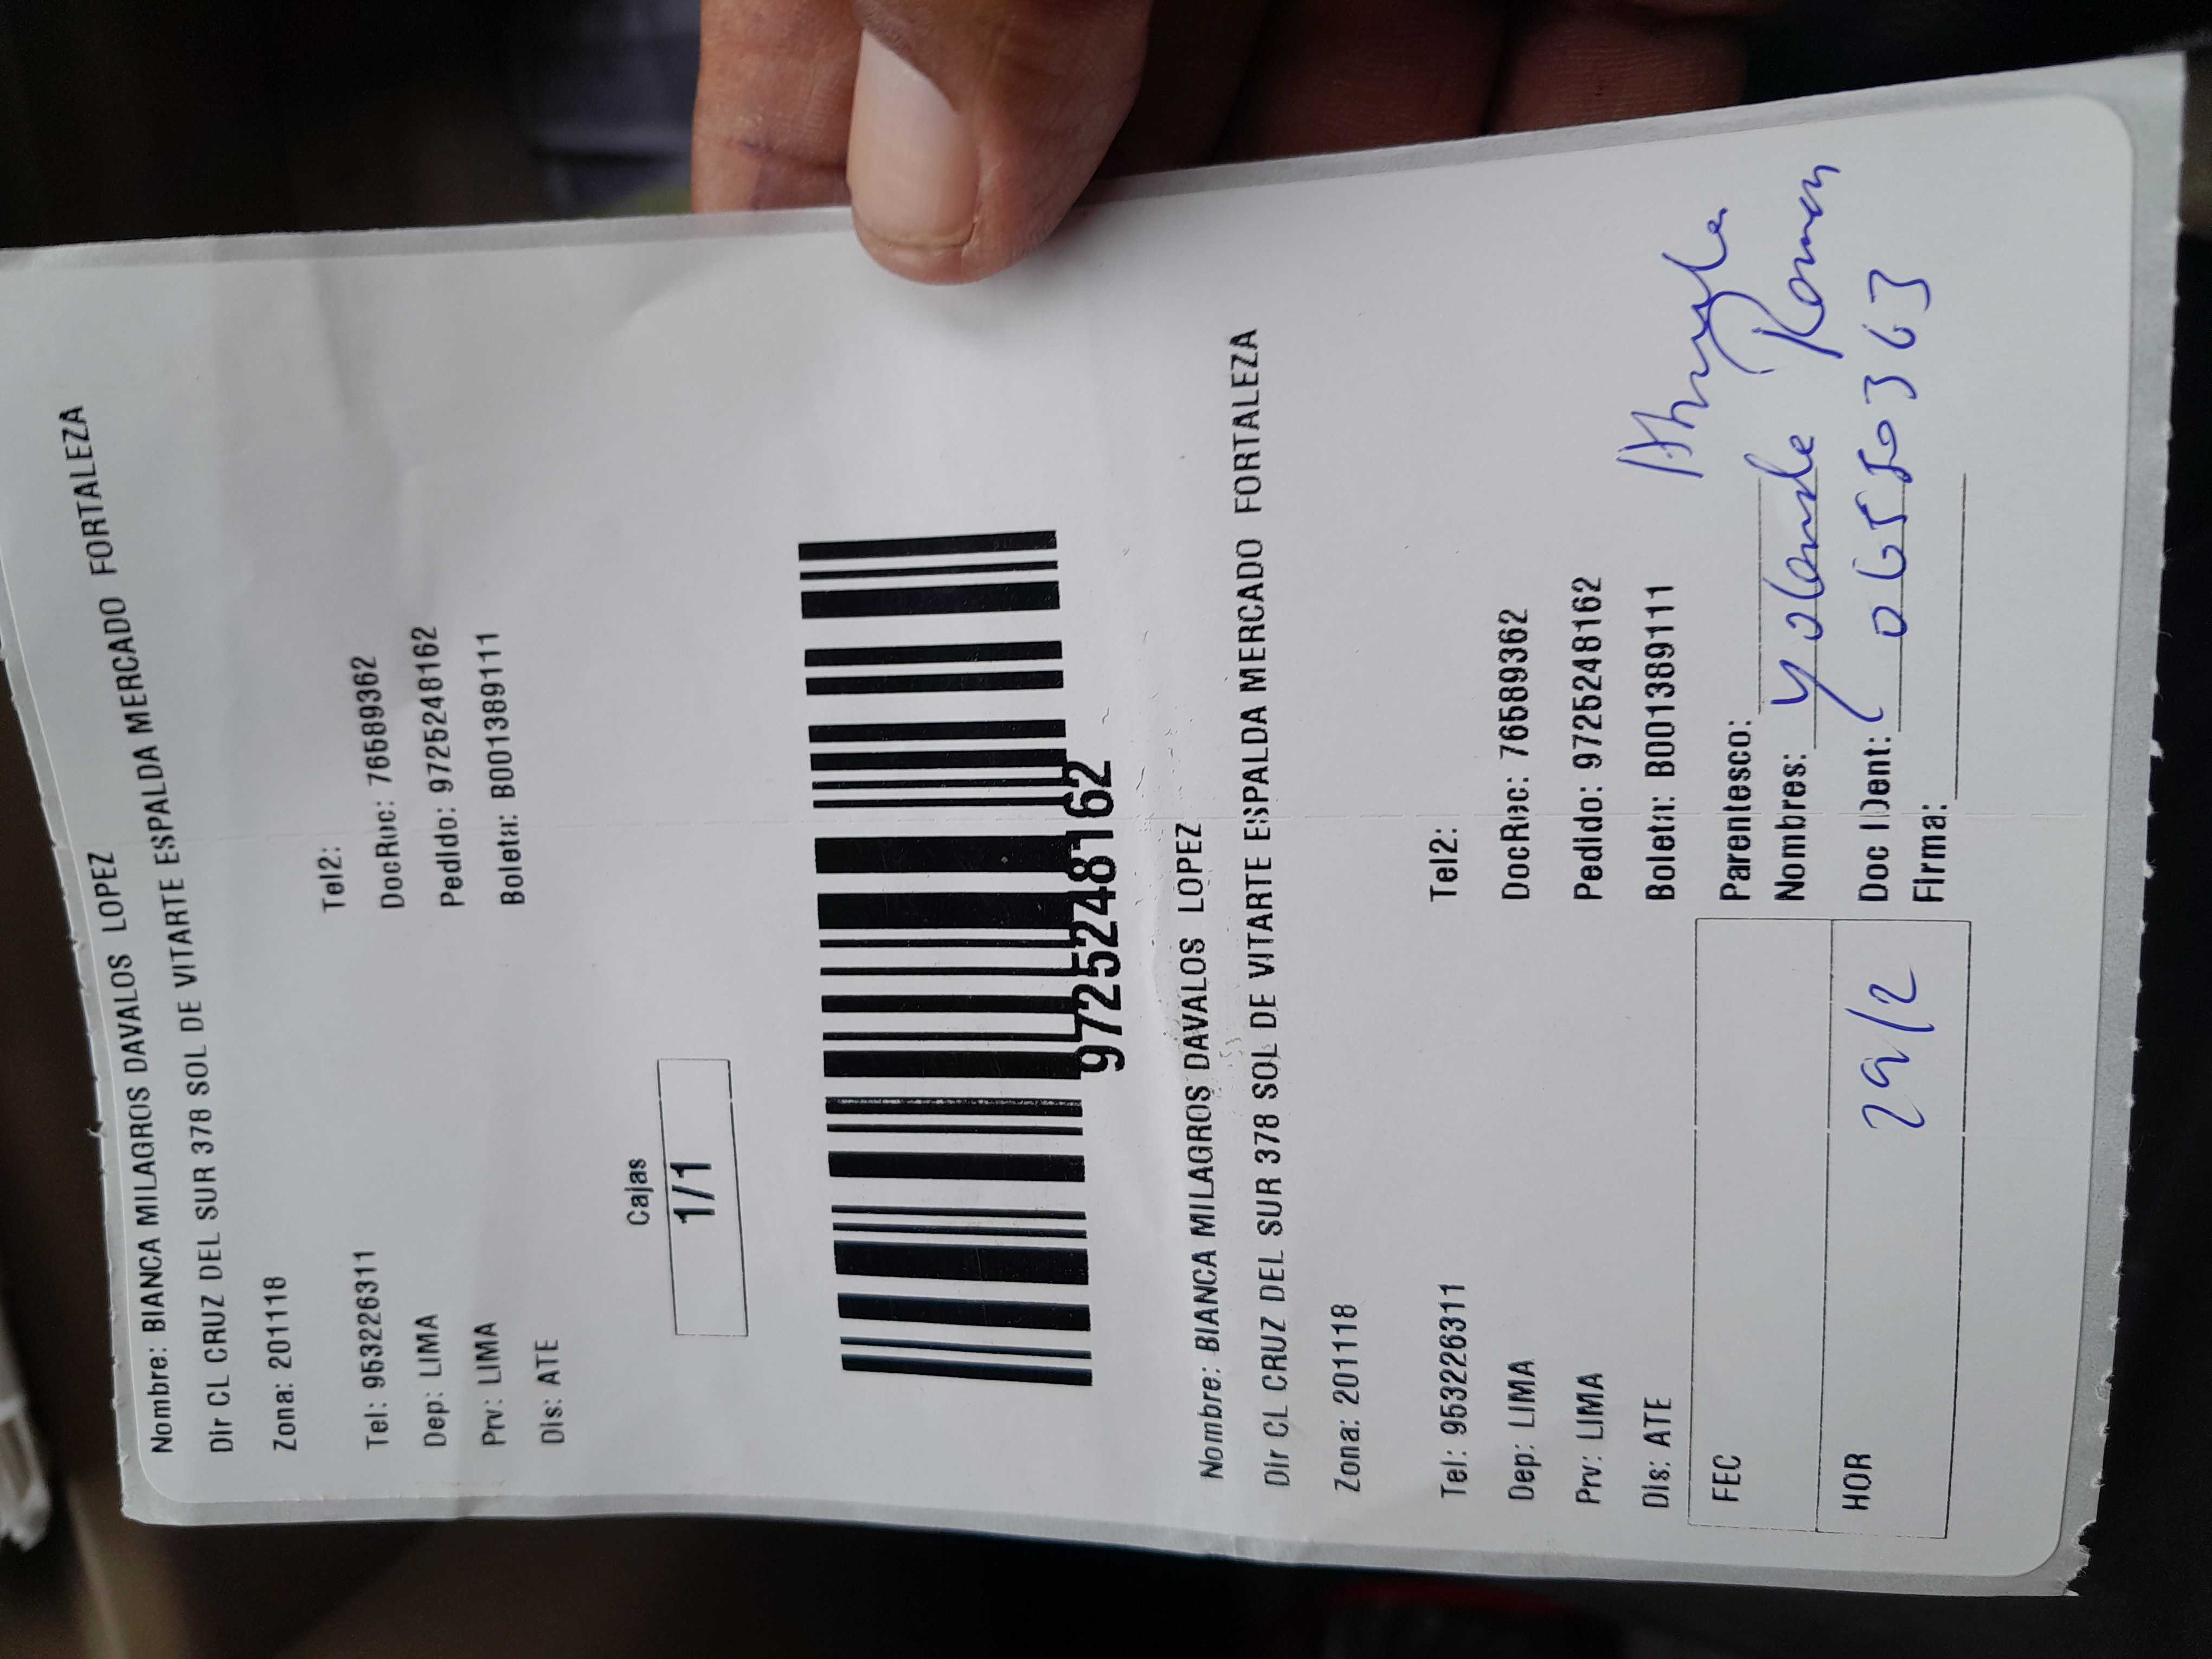 Nombre: BIANCA MILAGROS DAVALOS LOPEZ
Dir CL CRUZ DEL SUR 378 SOL DE VITARTE ESPALDA MERCADO FORTALEZA
Zona: 201118
Tel: 953226311 Tel2:
Dep: LIMA DocRuc: 76589362
Prv: LIMA Pedido: 9725248162
Dis: ATE Boleta: B001389111
Cajas
1/1
9725248162
Nombre: BIANCA MILAGROS DAVALOS LOPEZ
Dir CL CRUZ DEL SUR 378 SOL DE VITARTE ESPALDA MERCADO FORTALEZA
Zona: 201118
Tel: 953226311 Tel2:
Dep: LIMA DocRuc: 76589362
Prv: LIMA Pedido: 9725248162
Dis: ATE Boleta: B001389111
FEC Parentesco:
Nombres: Yolanda Roman
HOR 29/2 Doc IDent: 06580363
Firma: